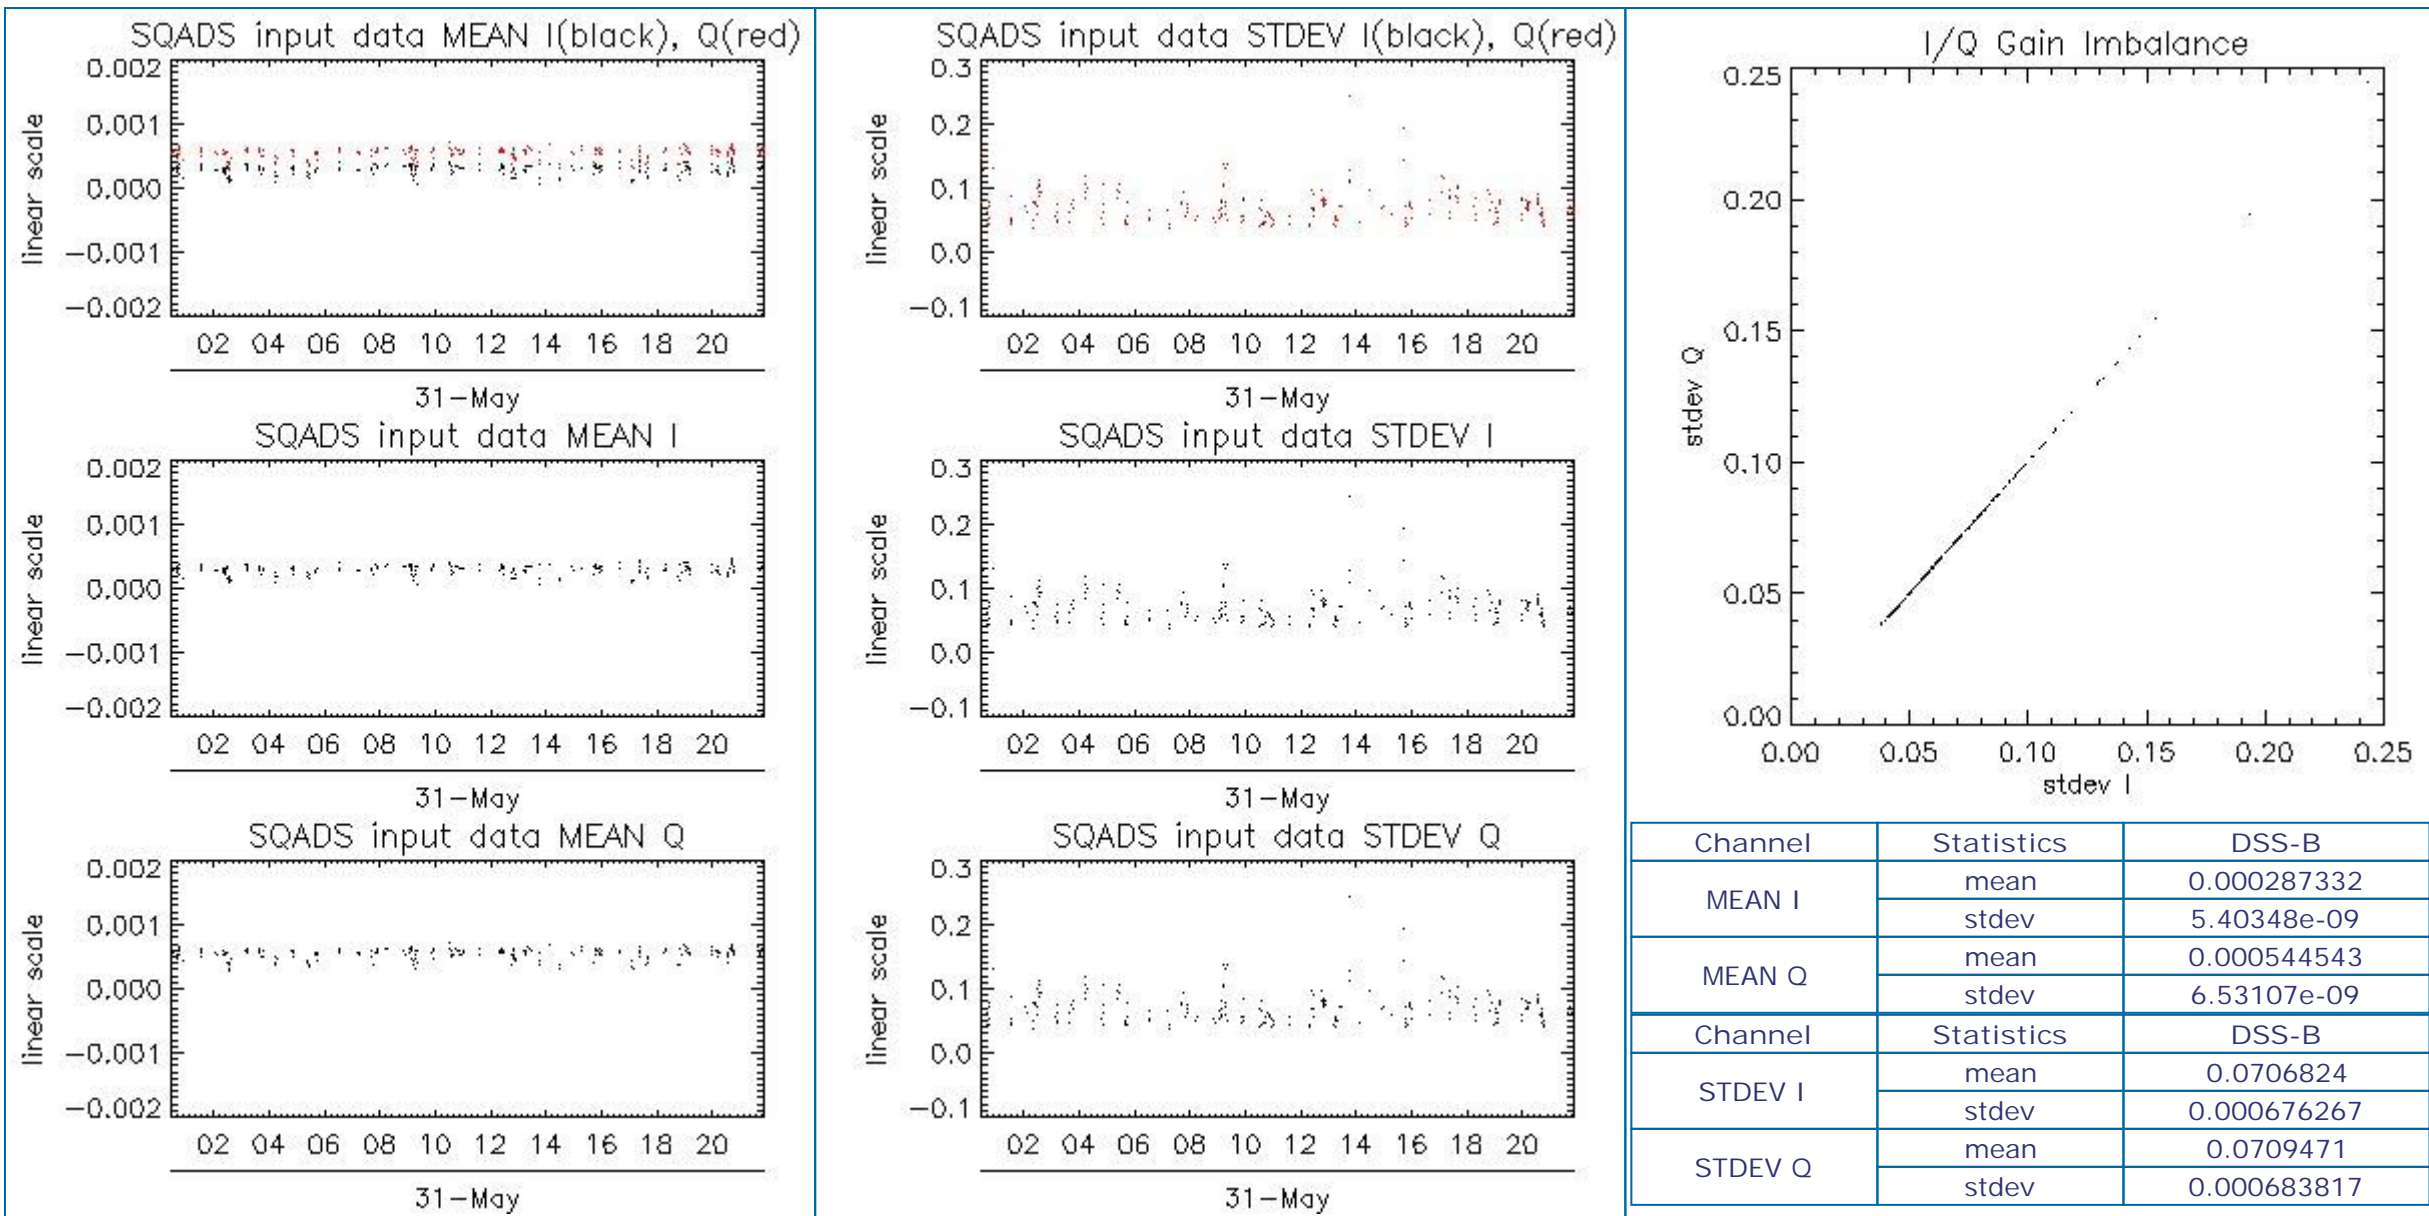 SQADS input data MEAN I(black), Q(red)
0.002
0.001
0.000
-0.001
-0.002
linear scale
02 04 06 08 10 12 14 16 18 20
31-May
SQADS input data MEAN I
0.002
0.001
0.000
-0.001
-0.002
linear scale
02 04 06 08 10 12 14 16 18 20
31-May
SQADS input data MEAN Q
0.002
0.001
0.000
-0.001
-0.002
linear scale
02 04 06 08 10 12 14 16 18 20
31-May
SQADS input data STDEV I(black), Q(red)
0.3
0.2
0.1
0.0
-0.1
linear scale
02 04 06 08 10 12 14 16 18 20
31-May
SQADS input data STDEV I
0.3
0.2
0.1
0.0
-0.1
linear scale
02 04 06 08 10 12 14 16 18 20
31-May
SQADS input data STDEV Q
0.3
0.2
0.1
0.0
-0.1
linear scale
02 04 06 08 10 12 14 16 18 20
31-May
I/Q Gain Imbalance
0.25
0.20
0.15
0.10
0.05
0.00
stdev Q
0.00 0.05 0.10 0.15 0.20 0.25
stdev I
Channel Statistics DSS-B
MEAN I mean 0.000287332
stdev 5.40348e-09
MEAN Q mean 0.000544543
stdev 6.53107e-09
Channel Statistics DSS-B
STDEV I mean 0.0706824
stdev 0.000676267
STDEV Q mean 0.0709471
stdev 0.000683817